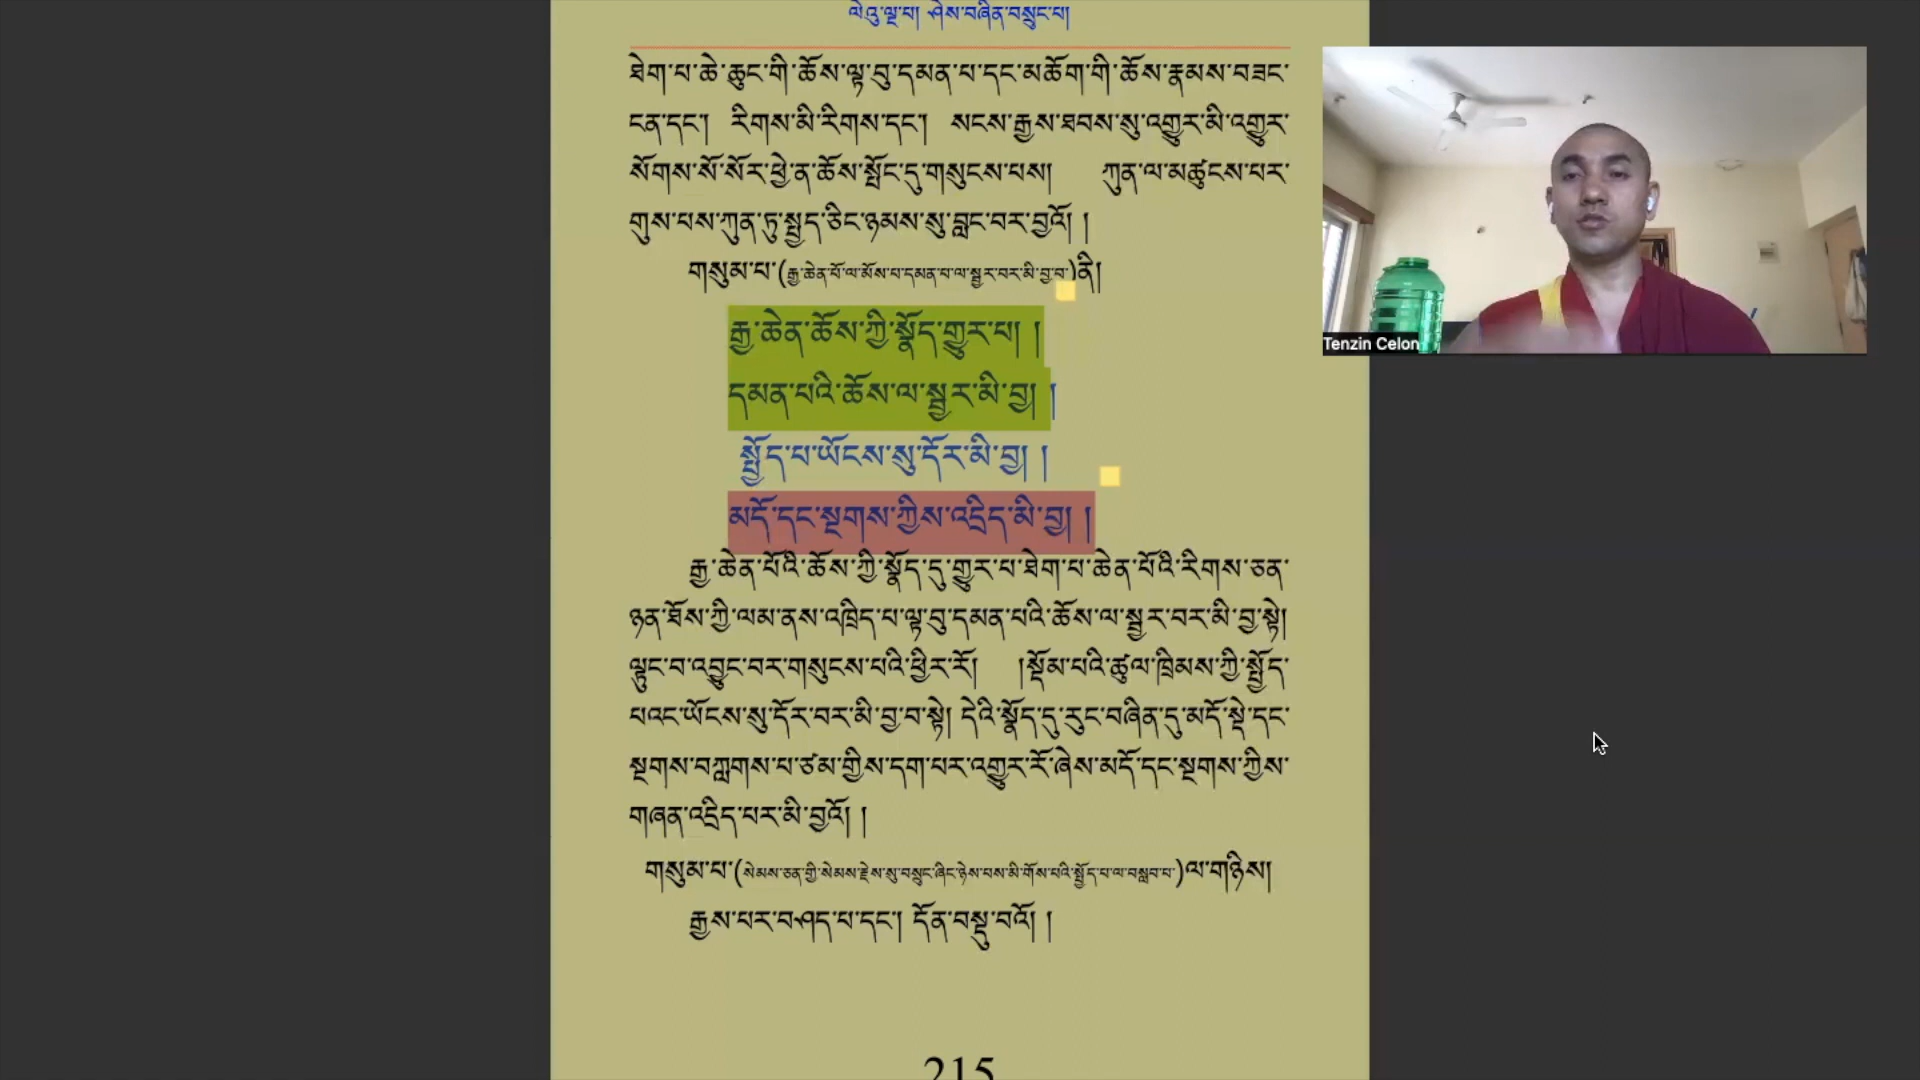 ལེའུ་ལྔ་པ། ཤེས་བཞིན་བསྲུང་པ།
ཐེག་པ་ཆེ་ཆུང་གི་ཆོས་ལྟ་བུ་དམན་པ་དང་མཆོག་གི་ཆོས་རྣམས་བཟང་
ངན་དང་། རིགས་མི་རིགས་དང་། སངས་རྒྱས་ཐབས་སུ་འགྱུར་མི་འགྱུར་
སོགས་སོ་སོར་ཕྱེ་ན་ཆོས་སྤོང་དུ་གསུངས་པས། ཀུན་ལ་མཚུངས་པར་
གུས་པས་ཀུན་ཏུ་སྤྱད་ཅིང་ཉམས་སུ་བླང་བར་བྱའོ། །
གསུམ་པ་(རྒྱ་ཆེན་པོ་ལ་མོས་པ་དམན་པ་ལ་སྦྱར་བར་མི་བྱ་བ་)ནི།
རྒྱ་ཆེན་ཆོས་ཀྱི་སྣོད་གྱུར་པ། །
དམན་པའི་ཆོས་ལ་སྦྱར་མི་བྱ། །
སྤྱོད་པ་ཡོངས་སུ་དོར་མི་བྱ། །
མདོ་དང་སྔགས་ཀྱིས་འདྲིད་མི་བྱ། །
རྒྱ་ཆེན་པོའི་ཆོས་ཀྱི་སྣོད་དུ་གྱུར་པ་ཐེག་པ་ཆེན་པོའི་རིགས་ཅན་
ཉན་ཐོས་ཀྱི་ལམ་ནས་འཁྲིད་པ་ལྟ་བུ་དམན་པའི་ཆོས་ལ་སྦྱར་བར་མི་བྱ་སྟེ།
ལྟུང་བ་འབྱུང་བར་གསུངས་པའི་ཕྱིར་རོ། །སྡོམ་པའི་ཚུལ་ཁྲིམས་ཀྱི་སྤྱོད་
པའང་ཡོངས་སུ་དོར་བར་མི་བྱ་བ་སྟེ། དེའི་སྣོད་དུ་རུང་བཞིན་དུ་མདོ་སྡེ་དང་
སྔགས་བཀླགས་པ་ཙམ་གྱིས་དག་པར་འགྱུར་རོ་ཞེས་མདོ་དང་སྔགས་ཀྱིས་
གཞན་འདྲིད་པར་མི་བྱའོ། །
གསུམ་པ་(སེམས་ཅན་གྱི་སེམས་རྗེས་སུ་བསྲུང་ཞིང་ཉེས་པས་མི་གོས་པའི་སྤྱོད་པ་ལ་བསླབ་པ་)ལ་གཉིས།
རྒྱས་པར་བཤད་པ་དང་། དོན་བསྡུ་བའོ། །
215
Tenzin Celon